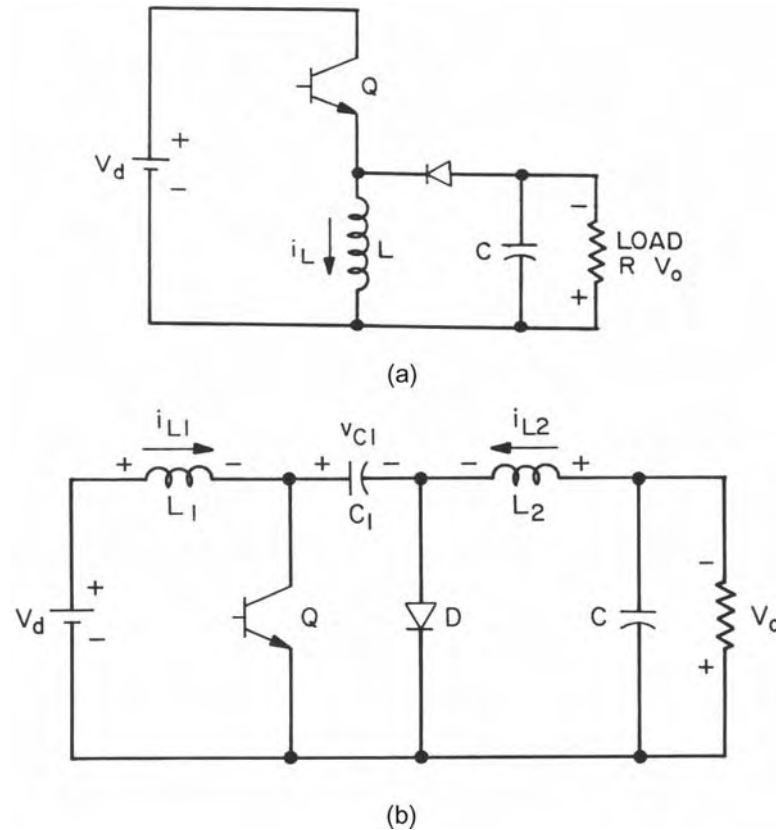 Q
+
V_d
-
i_L
L
C
-
LOAD
R V_o
+
(a)
i_L1
v_C1
i_L2
+ -
+ -
- +
L_1
C_1
L_2
+
V_d
-
Q
D
C
-
V_o
+
(b)